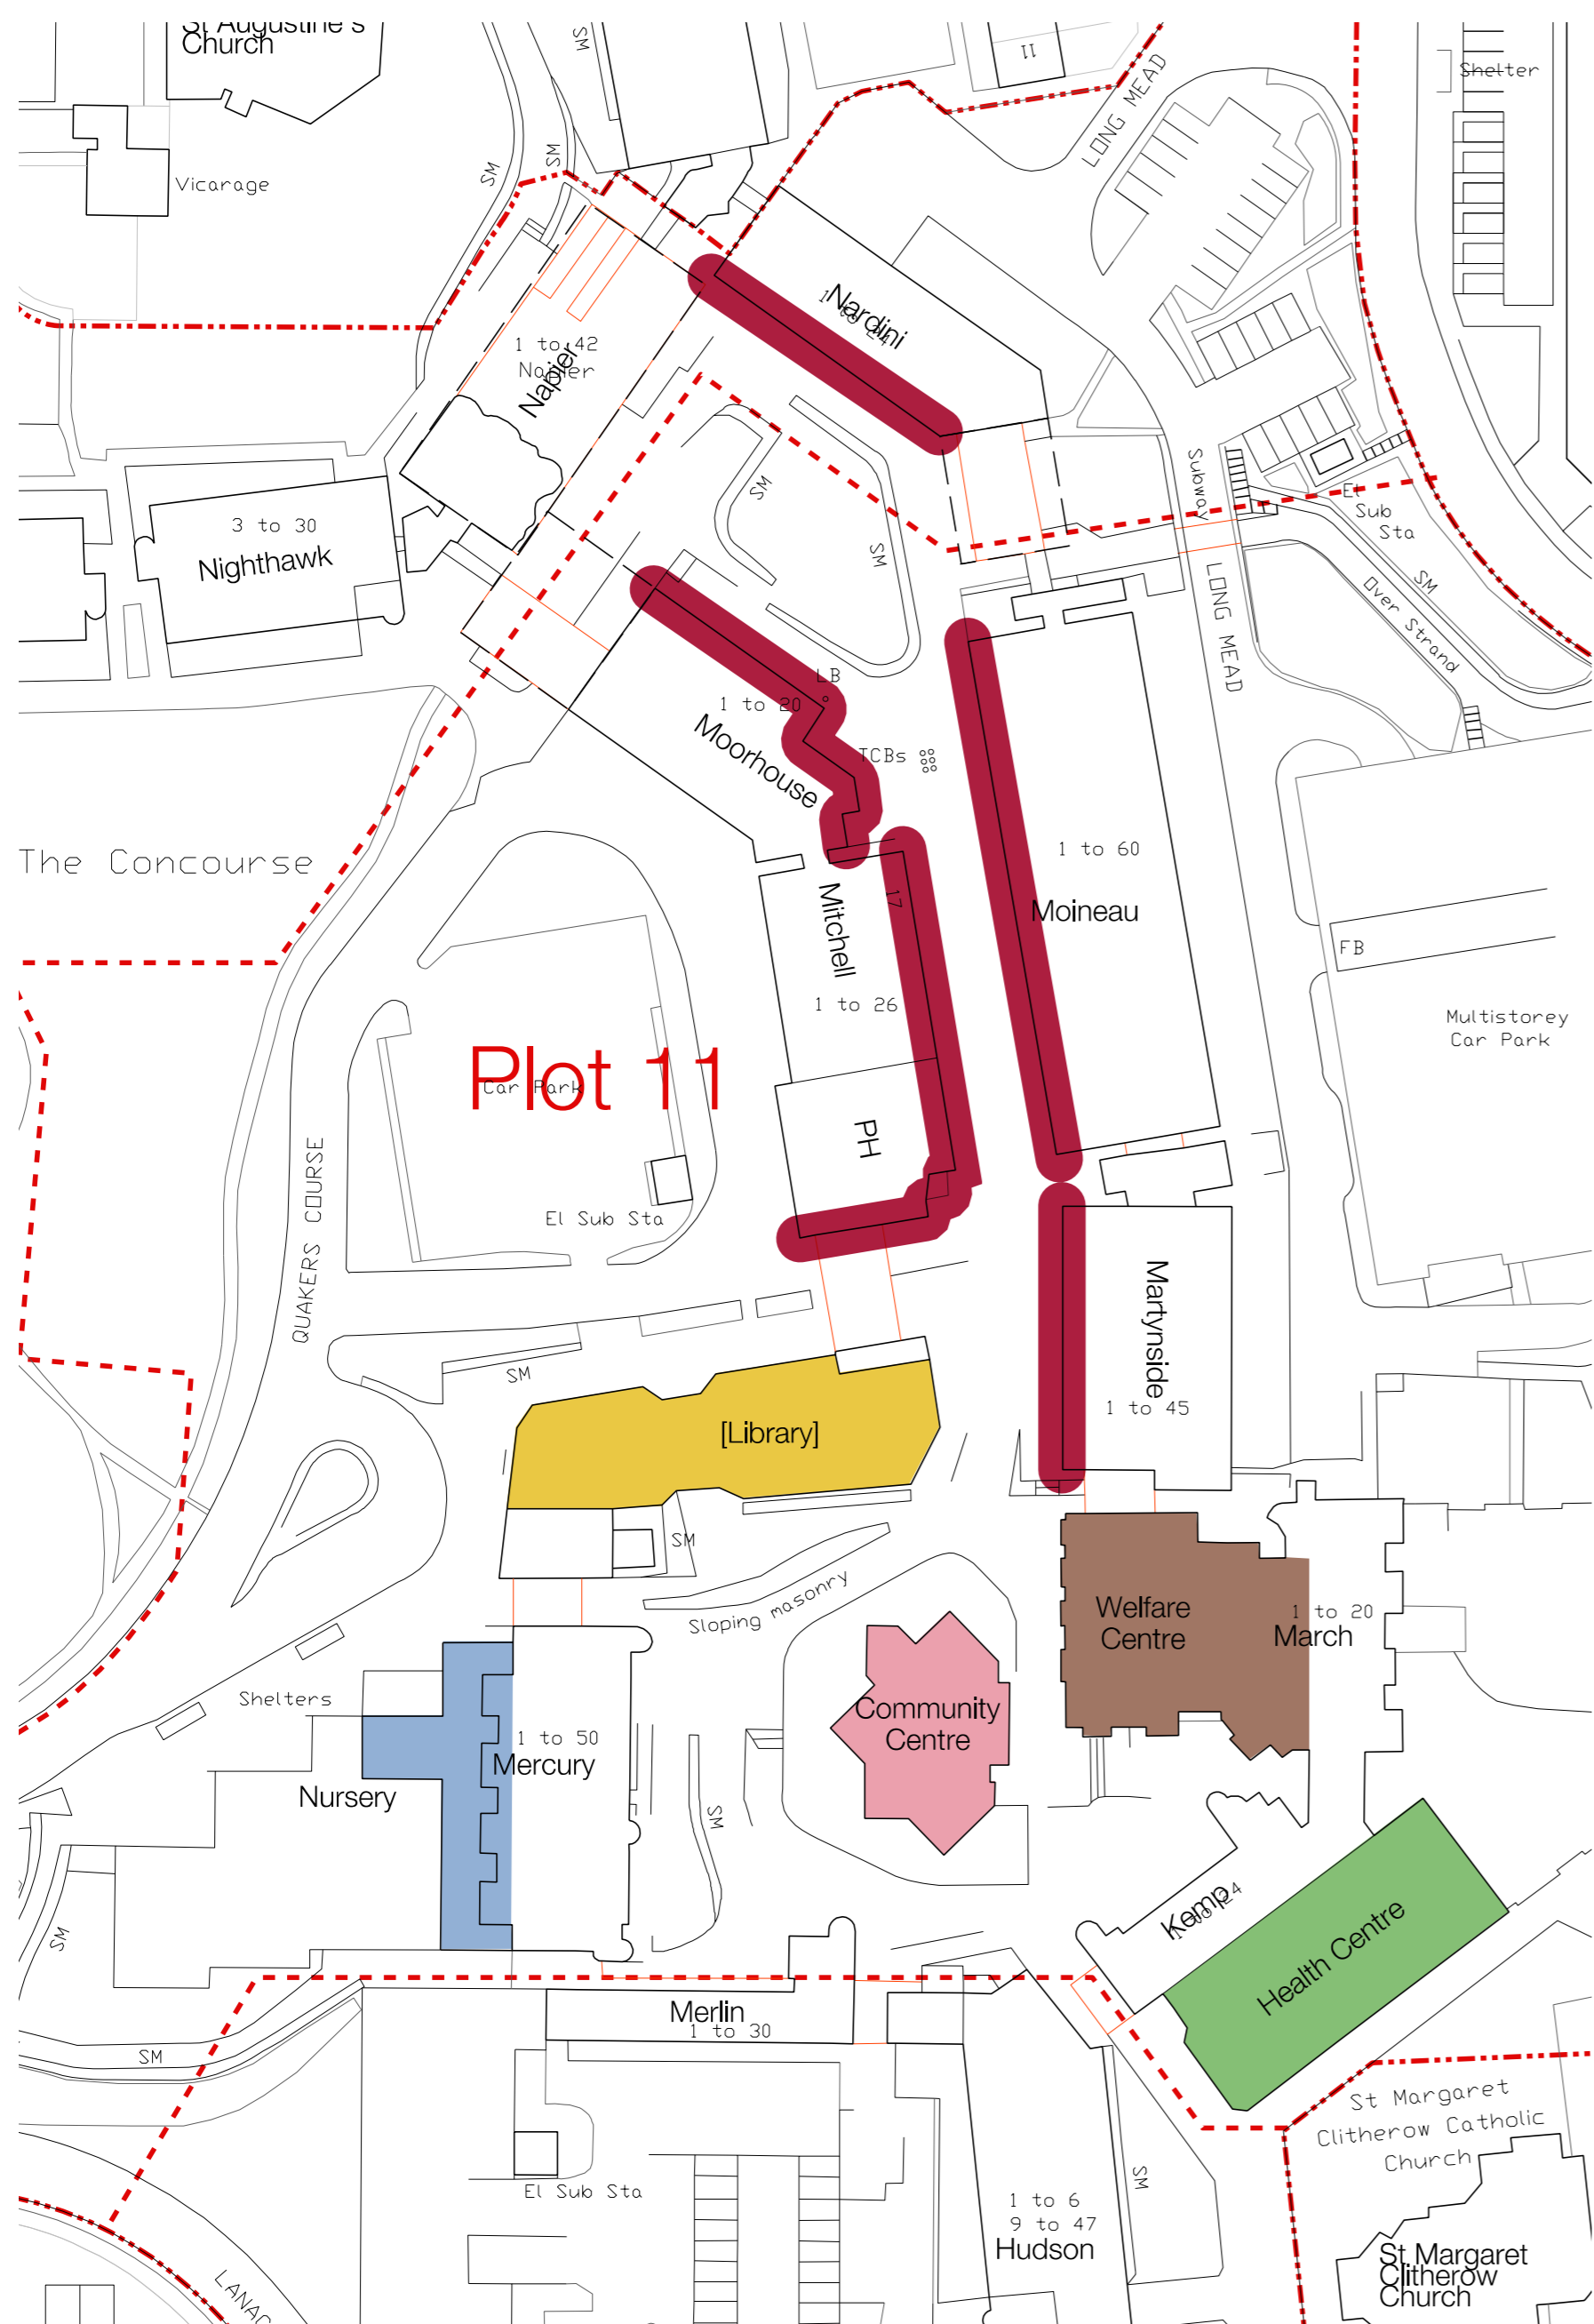 St Augustine's
Church
SM
11
Shelter
LONG MEAD
SM
SM
Vicarage
Nardini
1 to 42
Napier
Napier
Subway
3 to 30
Nighthawk
SM
SM
El
Sub
Sta
SM
Over Strand
LONG MEAD
LB
1 to 20
Moorhouse
TCBs
The Concourse
1 to 60
Moineau
17
Mitchell
1 to 26
FB
Multistorey
Car Park
Plot 11
Car Park
PH
El Sub Sta
QUAKERS COURSE
Martynside
1 to 45
SM
[Library]
SM
Sloping masonry
Welfare
Centre
1 to 20
March
Shelters
Community
Centre
1 to 50
Mercury
Nursery
SM
Kemp
Health Centre
SM
Merlin
1 to 30
SM
St Margaret
Clitherow Catholic
Church
SM
El Sub Sta
1 to 6
9 to 47
Hudson
St Margaret
Clitherow
Church
LANAC